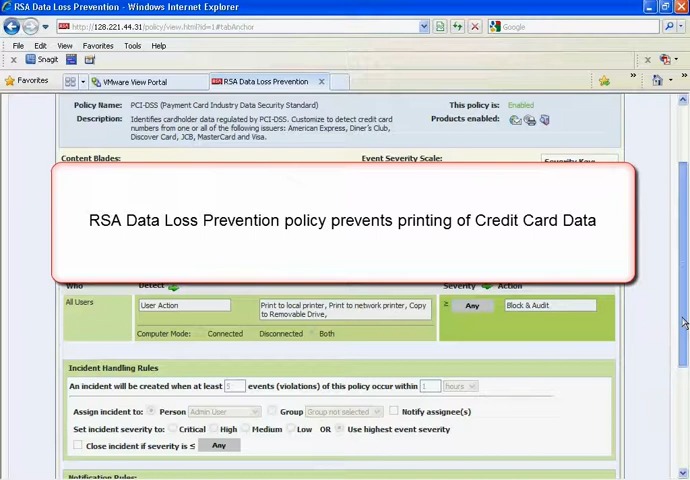 RSA Data Loss Prevention - Windows Internet Explorer
http://128.221.44.31/policy/view.html?id=1#tabAnchor
Google
File Edit View Favorites Tools Help
x Snagit
Favorites VMware View Portal RSA Data Loss Prevention
Policy Name: PCI-DSS (Payment Card Industry Data Security Standard) This policy is: Enabled
Description: Identifies cardholder data regulated by PCI-DSS. Customize to detect credit card Products enabled:
numbers from one or all of the following issuers: American Express, Diner's Club,
Discover Card, JCB, MasterCard and Visa.
Content Blades: Event Severity Scale: Severity Key
RSA Data Loss Prevention policy prevents printing of Credit Card Data
Who Detect Severity Action
All Users User Action Print to local printer, Print to network printer, Copy ≥ Any Block & Audit
to Removable Drive,
Computer Mode: Connected Disconnected Both
Incident Handling Rules
An incident will be created when at least 5 events (violations) of this policy occur within 1 hours
Assign incident to: Person Admin User Group Group not selected Notify assignee(s)
Set incident severity to: Critical High Medium Low OR Use highest event severity
Close incident if severity is ≤ Any
Notification Rules: